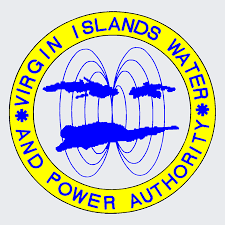 VIRGIN ISLANDS WATER
AND POWER AUTHORITY